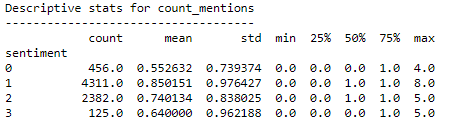 Descriptive stats for count_mentions
----------------------------------
count mean std min 25% 50% 75% max
sentiment
0 456.0 0.552632 0.739374 0.0 0.0 0.0 1.0 4.0
1 4311.0 0.850151 0.976427 0.0 0.0 1.0 1.0 8.0
2 2382.0 0.740134 0.838025 0.0 0.0 1.0 1.0 5.0
3 125.0 0.640000 0.962188 0.0 0.0 0.0 1.0 5.0